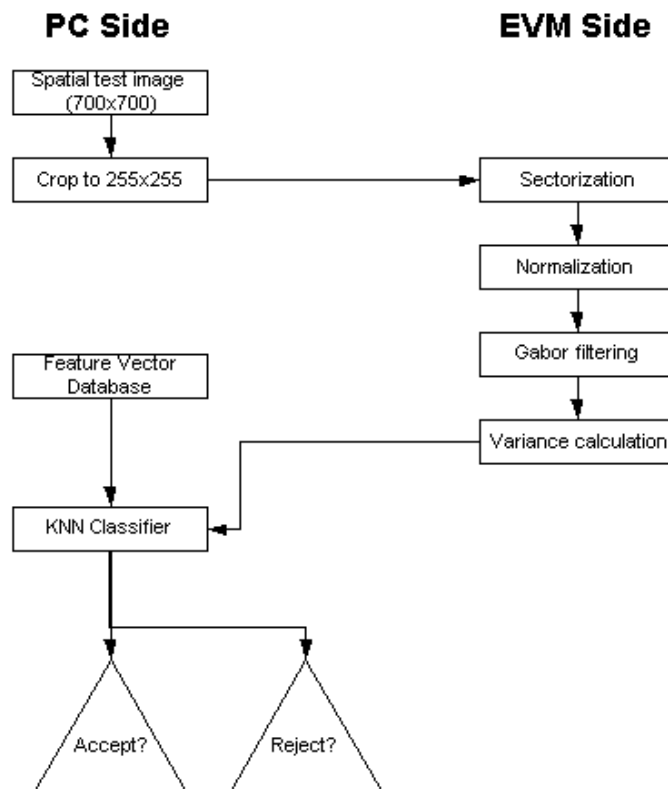 PC Side
EVM Side
Spatial test image
(700x700)
Crop to 255x255
Sectorization
Normalization
Gabor filtering
Feature Vector
Database
Variance calculation
KNN Classifier
Accept?
Reject?